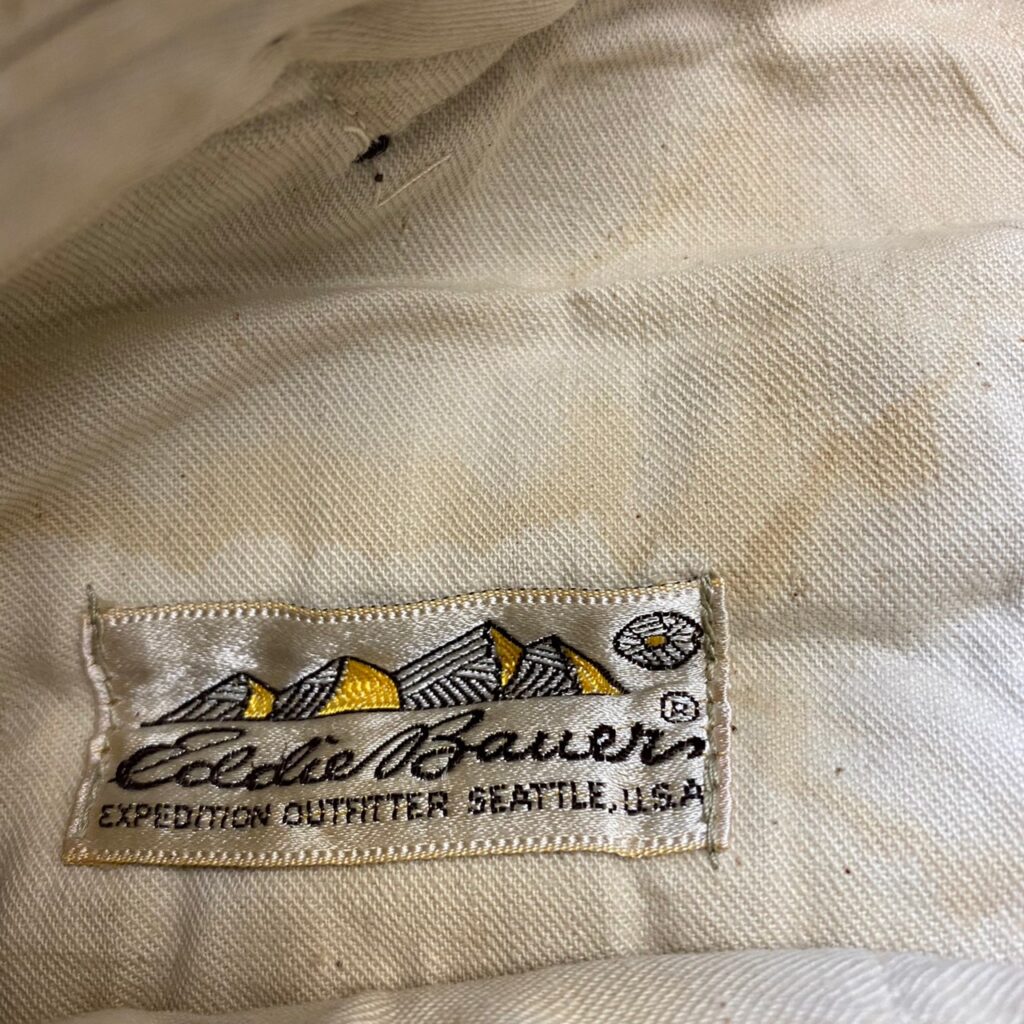 ®
Eddie Bauer
EXPEDITION OUTFITTER SEATTLE, U.S.A